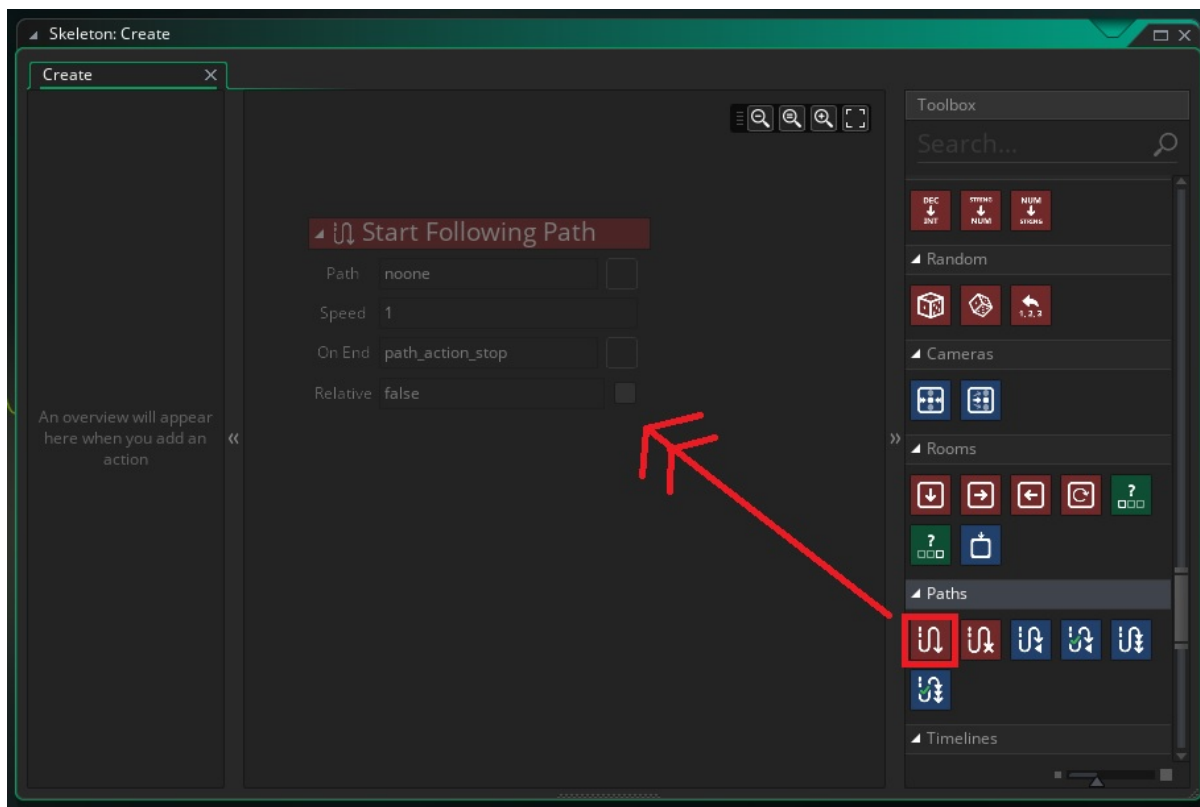 Skeleton: Create
Create
An overview will appear
here when you add an
action
Start Following Path
Path noone
Speed 1
On End path_action_stop
Relative false
Toolbox
Search...
DEC INT
STRING NUM
NUM STRING
Random
1, 2, 3
Cameras
Rooms
?
?
Paths
Timelines